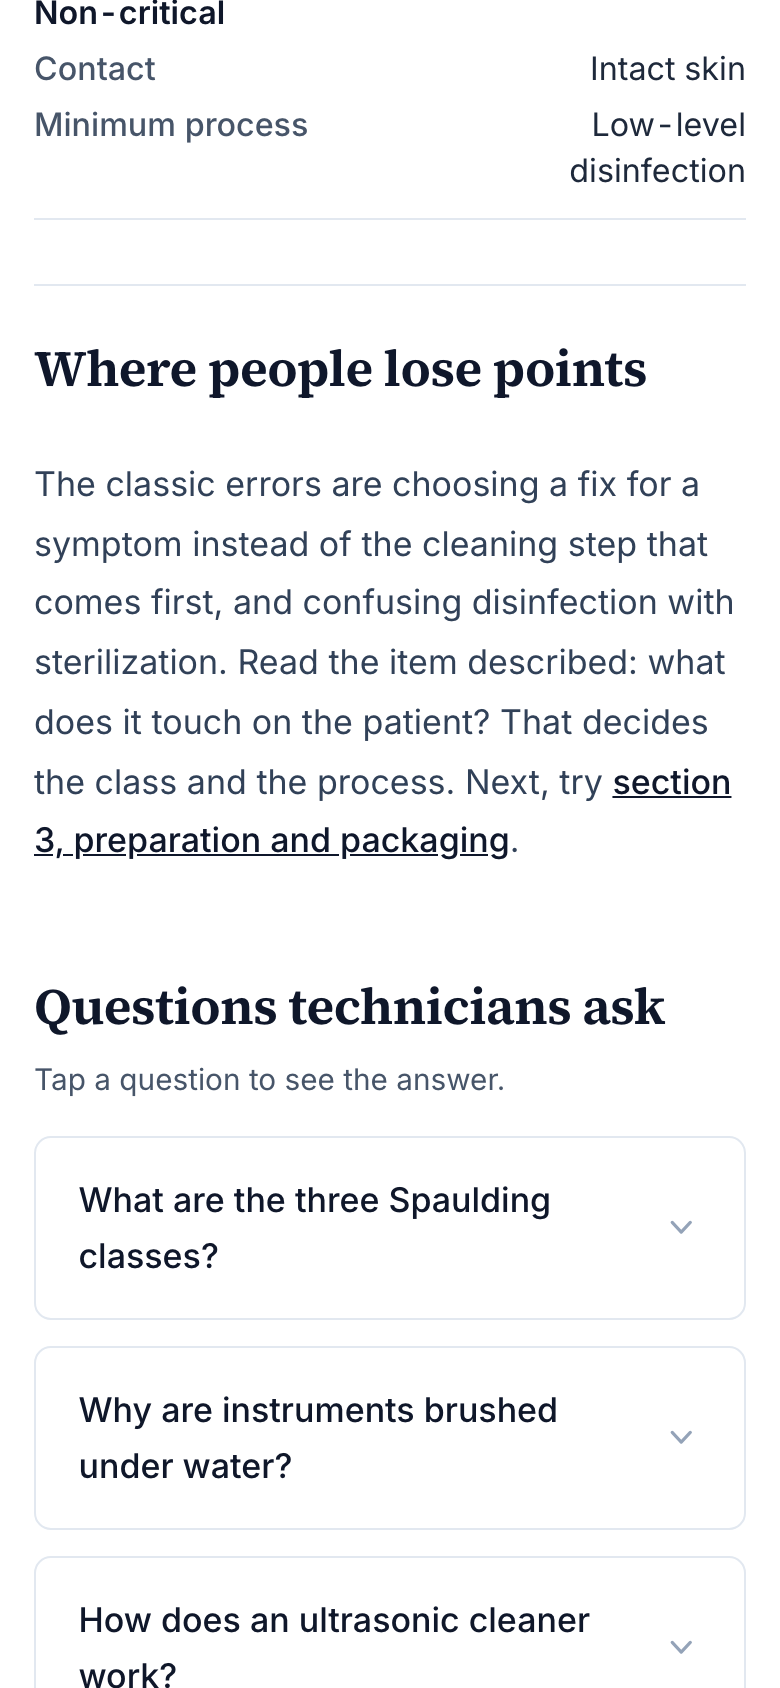 Non-critical
Contact Intact skin
Minimum process Low-level
disinfection
Where people lose points
The classic errors are choosing a fix for a
symptom instead of the cleaning step that
comes first, and confusing disinfection with
sterilization. Read the item described: what
does it touch on the patient? That decides
the class and the process. Next, try section
3, preparation and packaging.
Questions technicians ask
Tap a question to see the answer.
What are the three Spaulding
classes?
Why are instruments brushed
under water?
How does an ultrasonic cleaner
work?